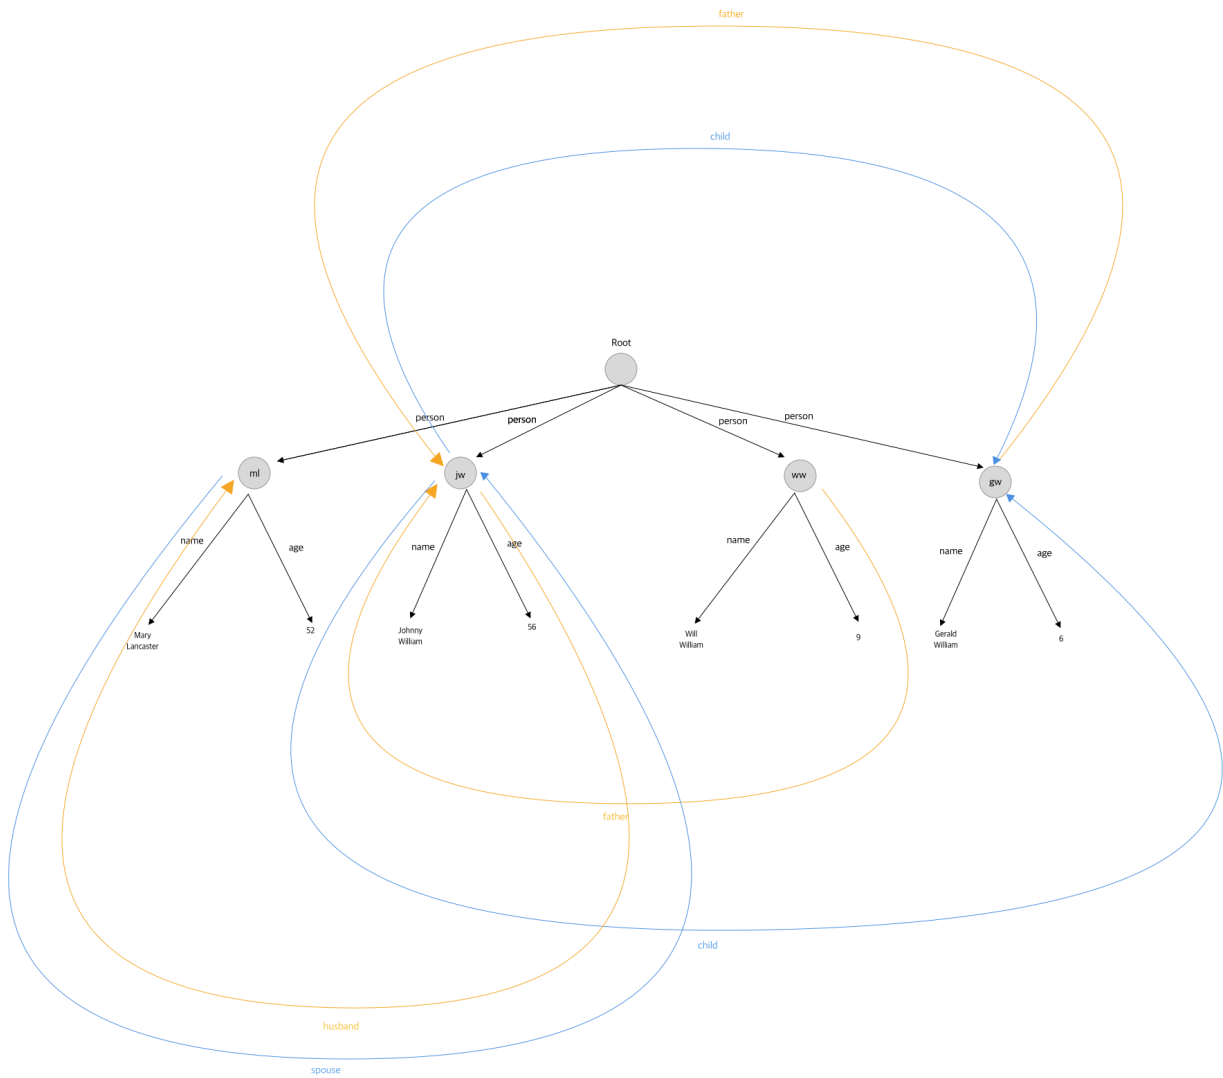 father
child
Root
person
person
person
person
ml
jw
ww
gw
name
age
name
age
name
age
name
age
Mary
Lancaster
52
Johnny
William
56
Will
William
9
Gerald
William
6
father
child
husband
spouse